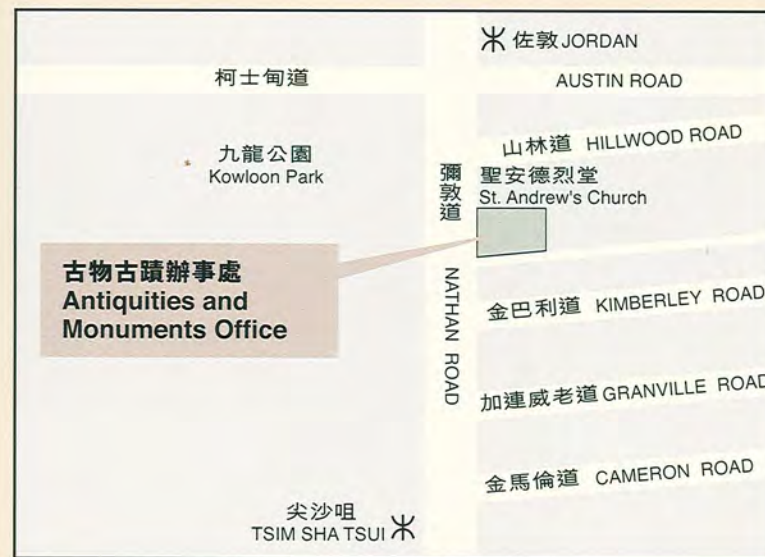 佐敦 JORDAN
柯士甸道
AUSTIN ROAD
山林道 HILLWOOD ROAD
九龍公園
Kowloon Park
彌敦道 NATHAN ROAD
聖安德烈堂
St. Andrew's Church
古物古蹟辦事處
Antiquities and
Monuments Office
金巴利道 KIMBERLEY ROAD
加連威老道 GRANVILLE ROAD
金馬倫道 CAMERON ROAD
尖沙咀
TSIM SHA TSUI